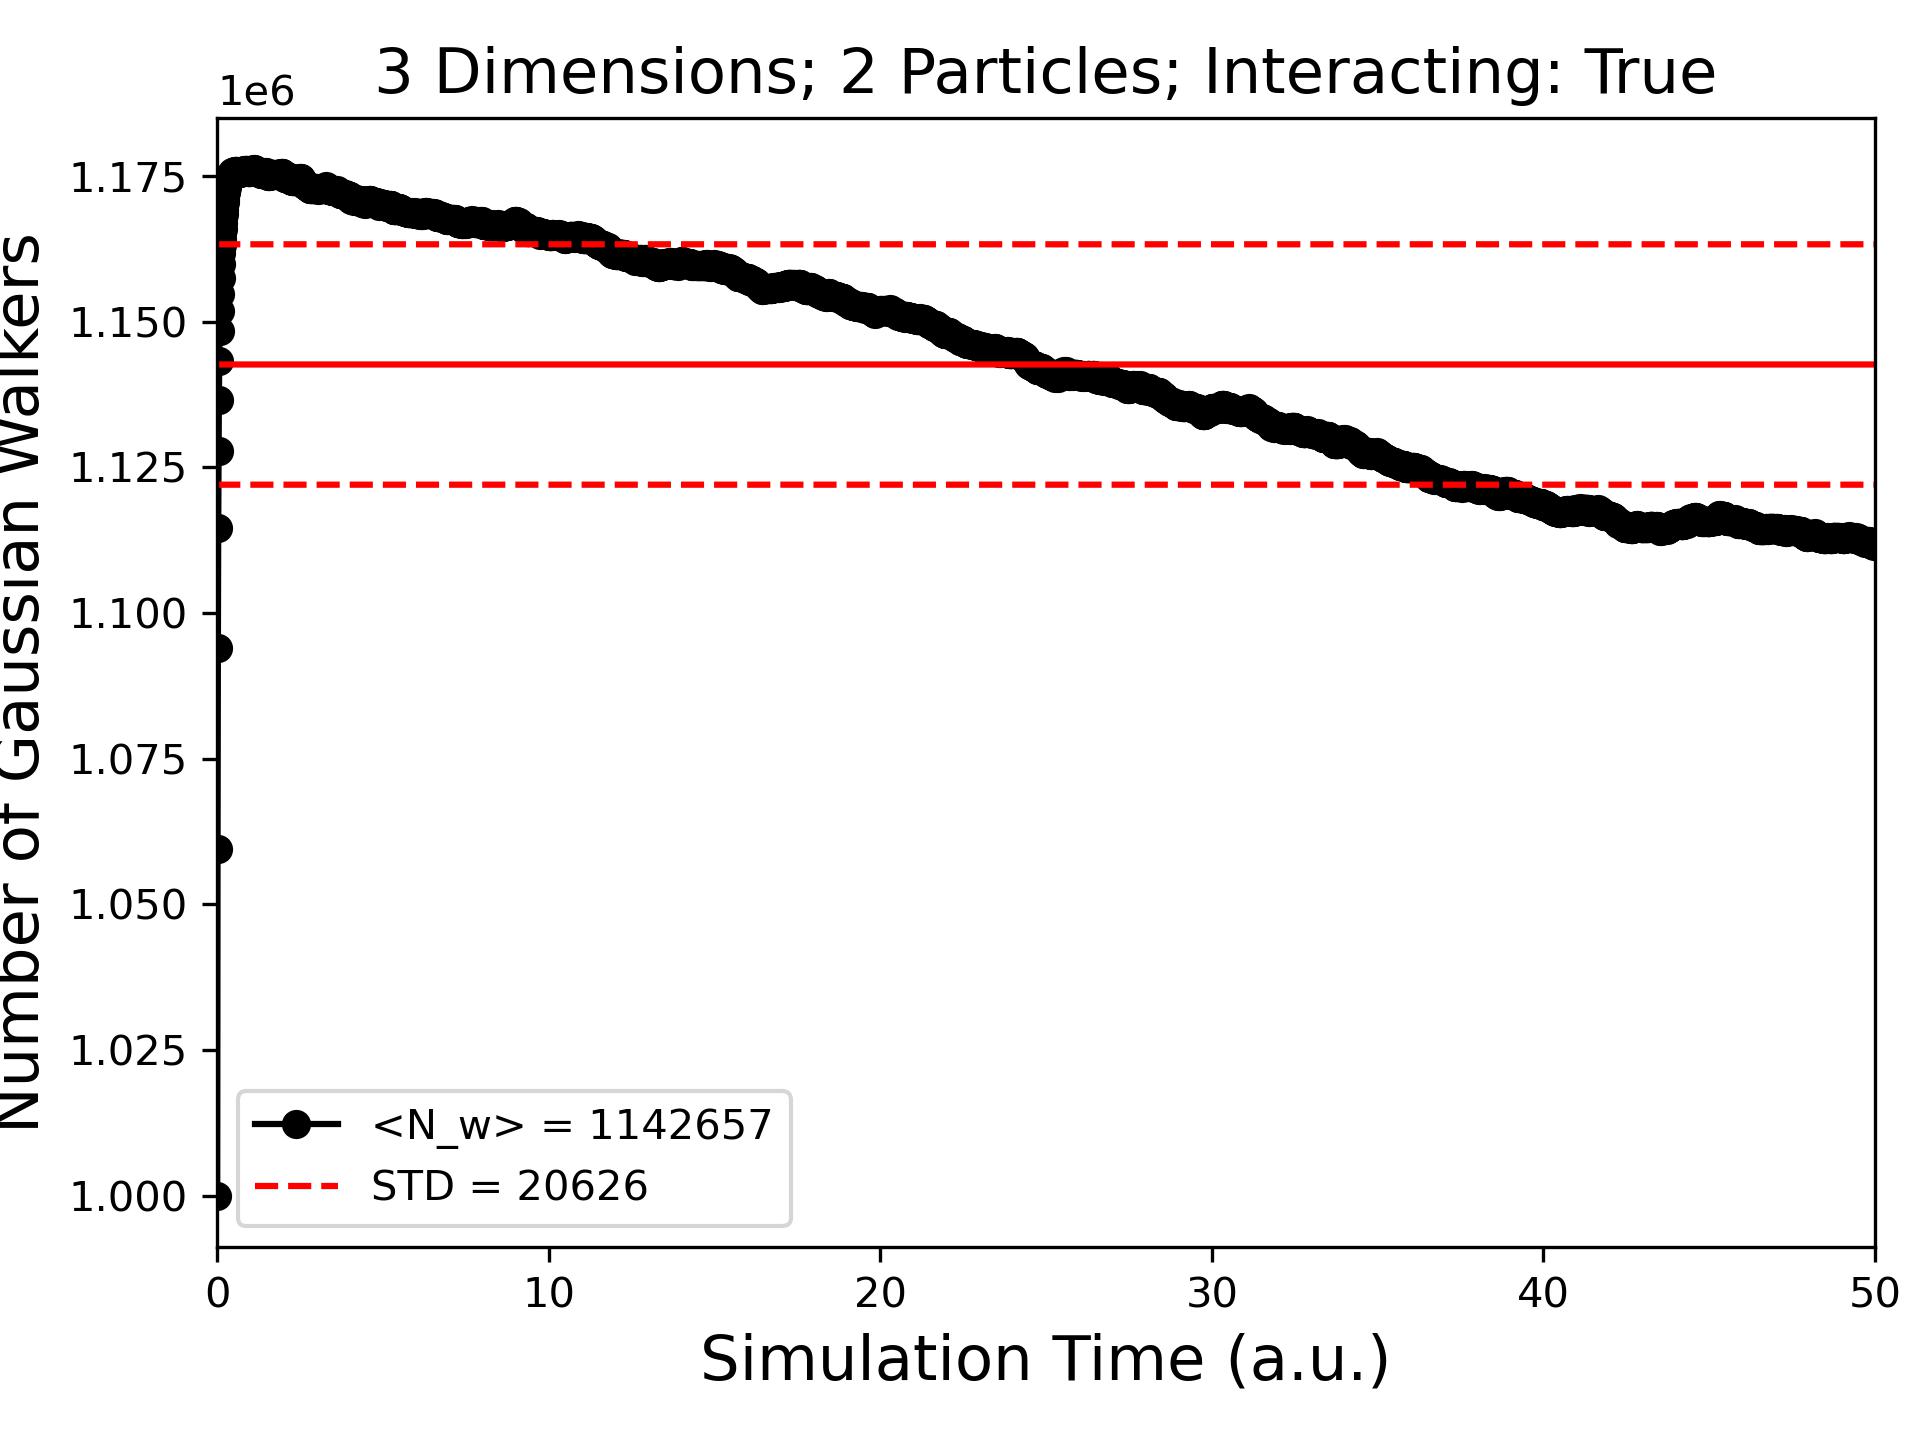 3 Dimensions; 2 Particles; Interacting: True
1e6
Number of Gaussian Walkers
1.175
1.150
1.125
1.100
1.075
1.050
1.025
1.000
<N_w> = 1142657
STD = 20626
0 10 20 30 40 50
Simulation Time (a.u.)